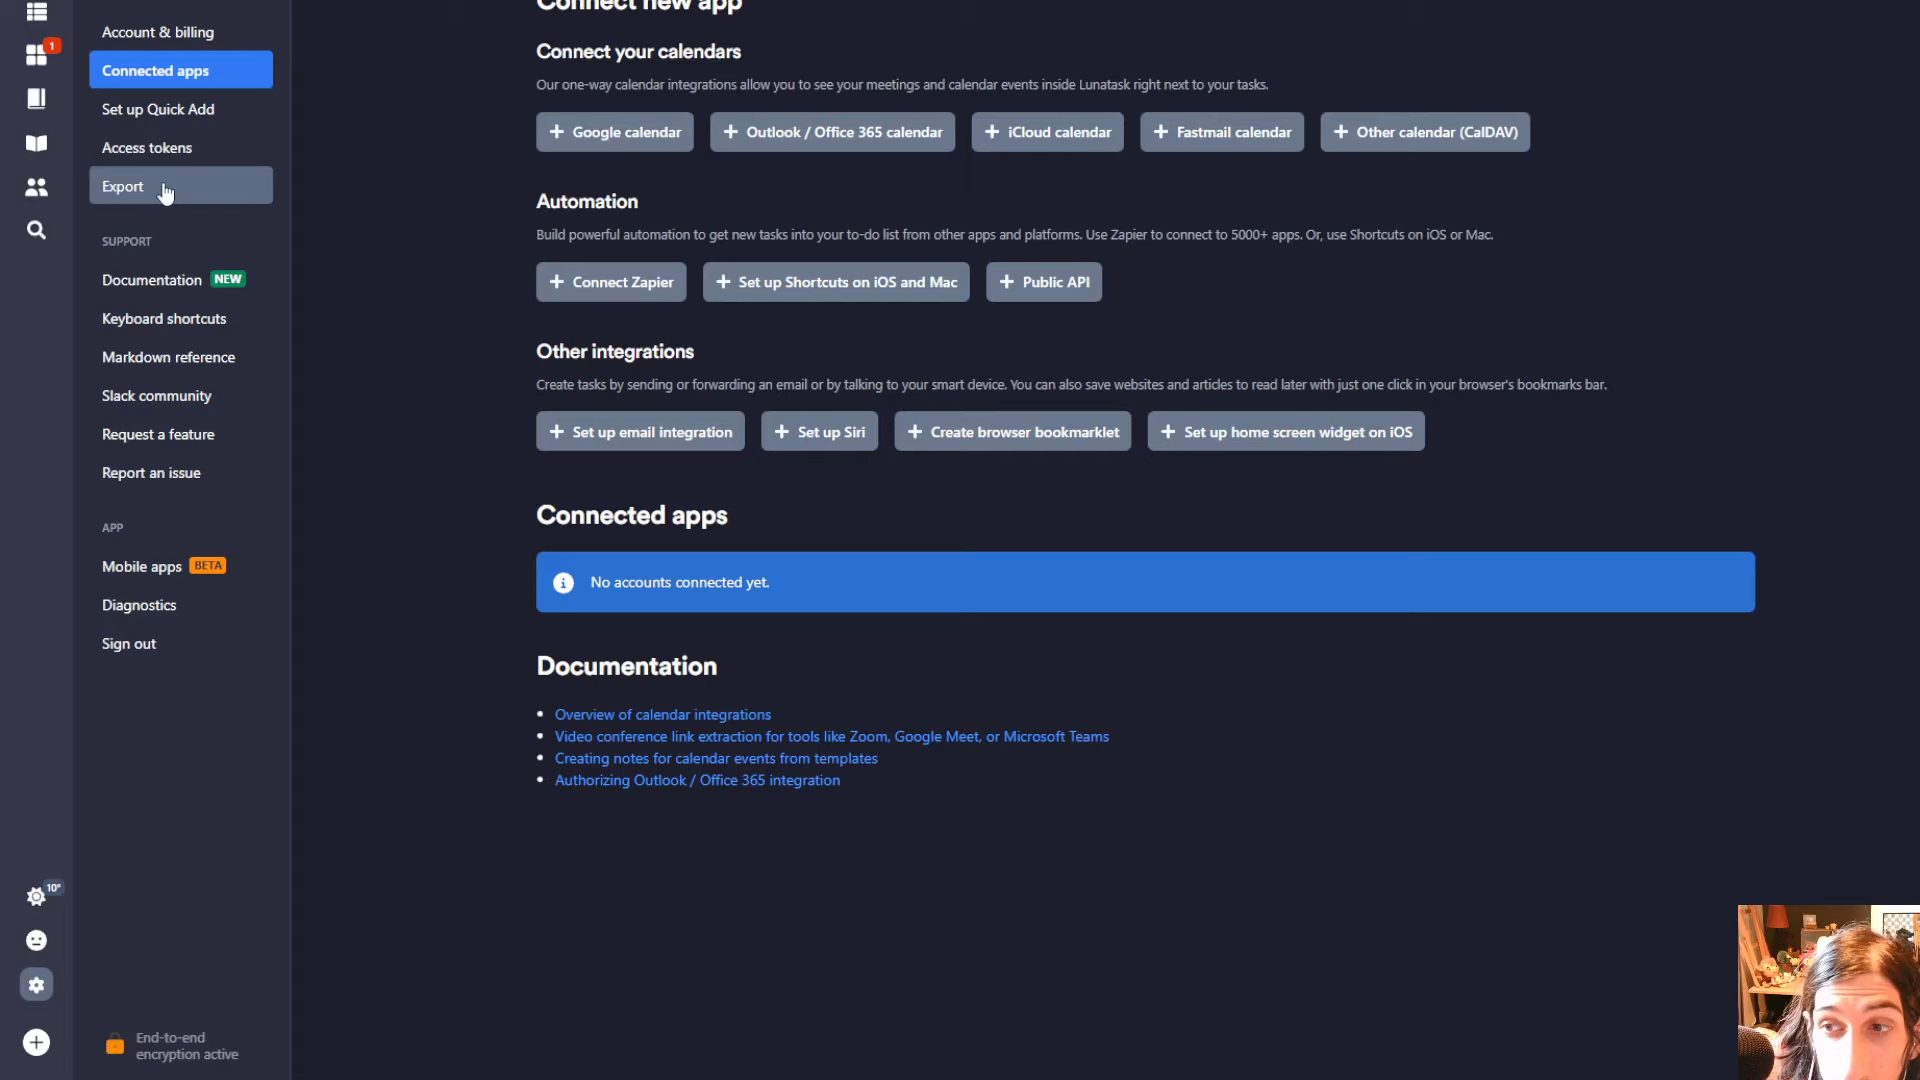 1
Account & billing
Connected apps
Set up Quick Add
Access tokens
Export
SUPPORT
Documentation NEW
Keyboard shortcuts
Markdown reference
Slack community
Request a feature
Report an issue
APP
Mobile apps BETA
Diagnostics
Sign out
10°
End-to-end
encryption active
Connect new app
Connect your calendars
Our one-way calendar integrations allow you to see your meetings and calendar events inside Lunatask right next to your tasks.
+ Google calendar + Outlook / Office 365 calendar + iCloud calendar + Fastmail calendar + Other calendar (CalDAV)
Automation
Build powerful automation to get new tasks into your to-do list from other apps and platforms. Use Zapier to connect to 5000+ apps. Or, use Shortcuts on iOS or Mac.
+ Connect Zapier + Set up Shortcuts on iOS and Mac + Public API
Other integrations
Create tasks by sending or forwarding an email or by talking to your smart device. You can also save websites and articles to read later with just one click in your browser's bookmarks bar.
+ Set up email integration + Set up Siri + Create browser bookmarklet + Set up home screen widget on iOS
Connected apps
No accounts connected yet.
Documentation
• Overview of calendar integrations
• Video conference link extraction for tools like Zoom, Google Meet, or Microsoft Teams
• Creating notes for calendar events from templates
• Authorizing Outlook / Office 365 integration